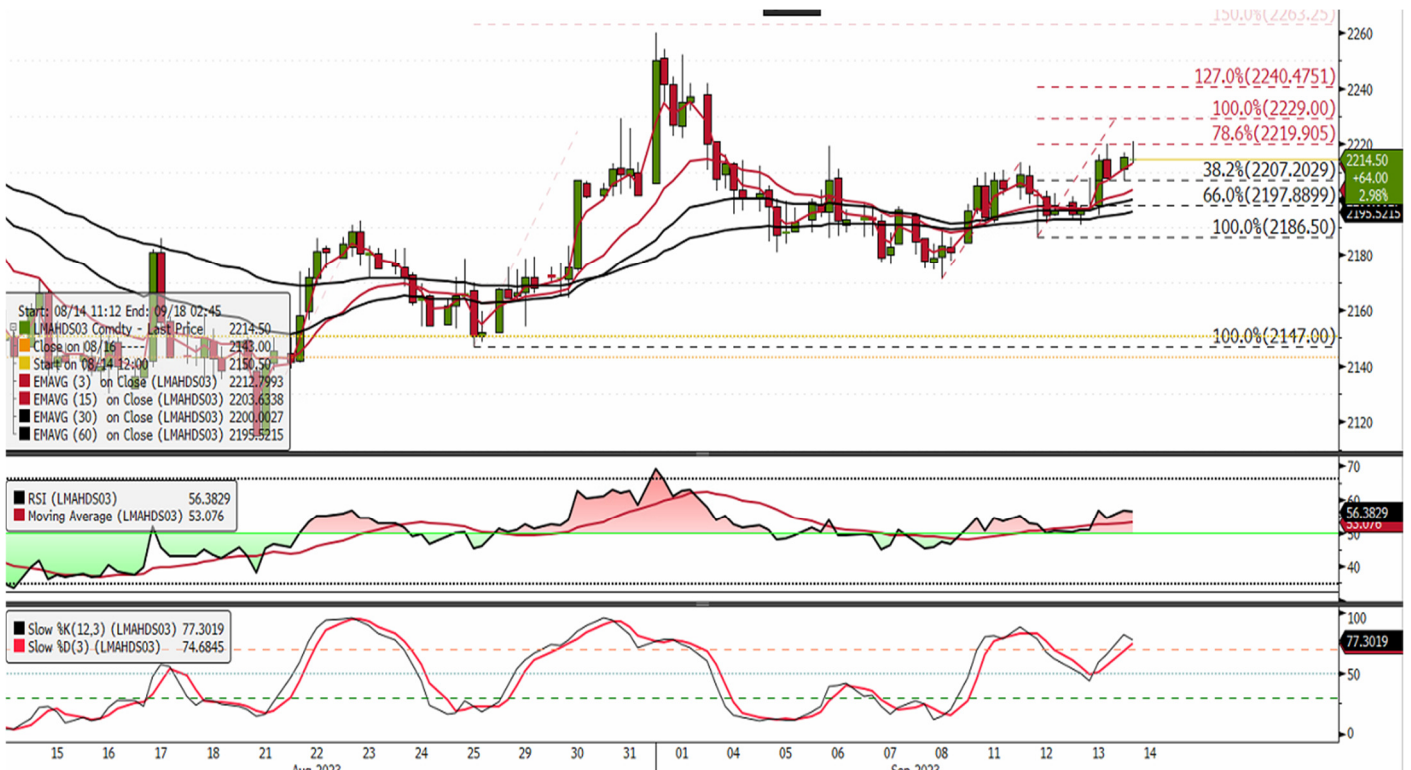 150.0%(2263.25)
2260
127.0%(2240.4751)
2240
100.0%(2229.00)
78.6%(2219.905)
2220
2214.50
+64.00
2.98%
38.2%(2207.2029)
66.0%(2197.8899)
2195.5215
100.0%(2186.50)
2180
2160
100.0%(2147.00)
2140
2120
Start: 08/14 11:12 End: 09/18 02:45
LMAHDS03 Comdty - Last Price 2214.50
Close on 08/16 ---- 2143.00
Start on 08/14 12:00 2150.50
EMAVG (3) on Close (LMAHDS03) 2212.7993
EMAVG (15) on Close (LMAHDS03) 2203.6338
EMAVG (30) on Close (LMAHDS03) 2200.0027
EMAVG (60) on Close (LMAHDS03) 2195.5215
RSI (LMAHDS03) 56.3829
Moving Average (LMAHDS03) 53.076
70
60
56.3829
53.076
50
40
Slow %K(12,3) (LMAHDS03) 77.3019
Slow %D(3) (LMAHDS03) 74.6845
100
77.3019
50
0
15 16 17 18 21 22 23 24 25 29 30 31 01 04 05 06 07 08 11 12 13 14
Aug 2023 Sep 2023